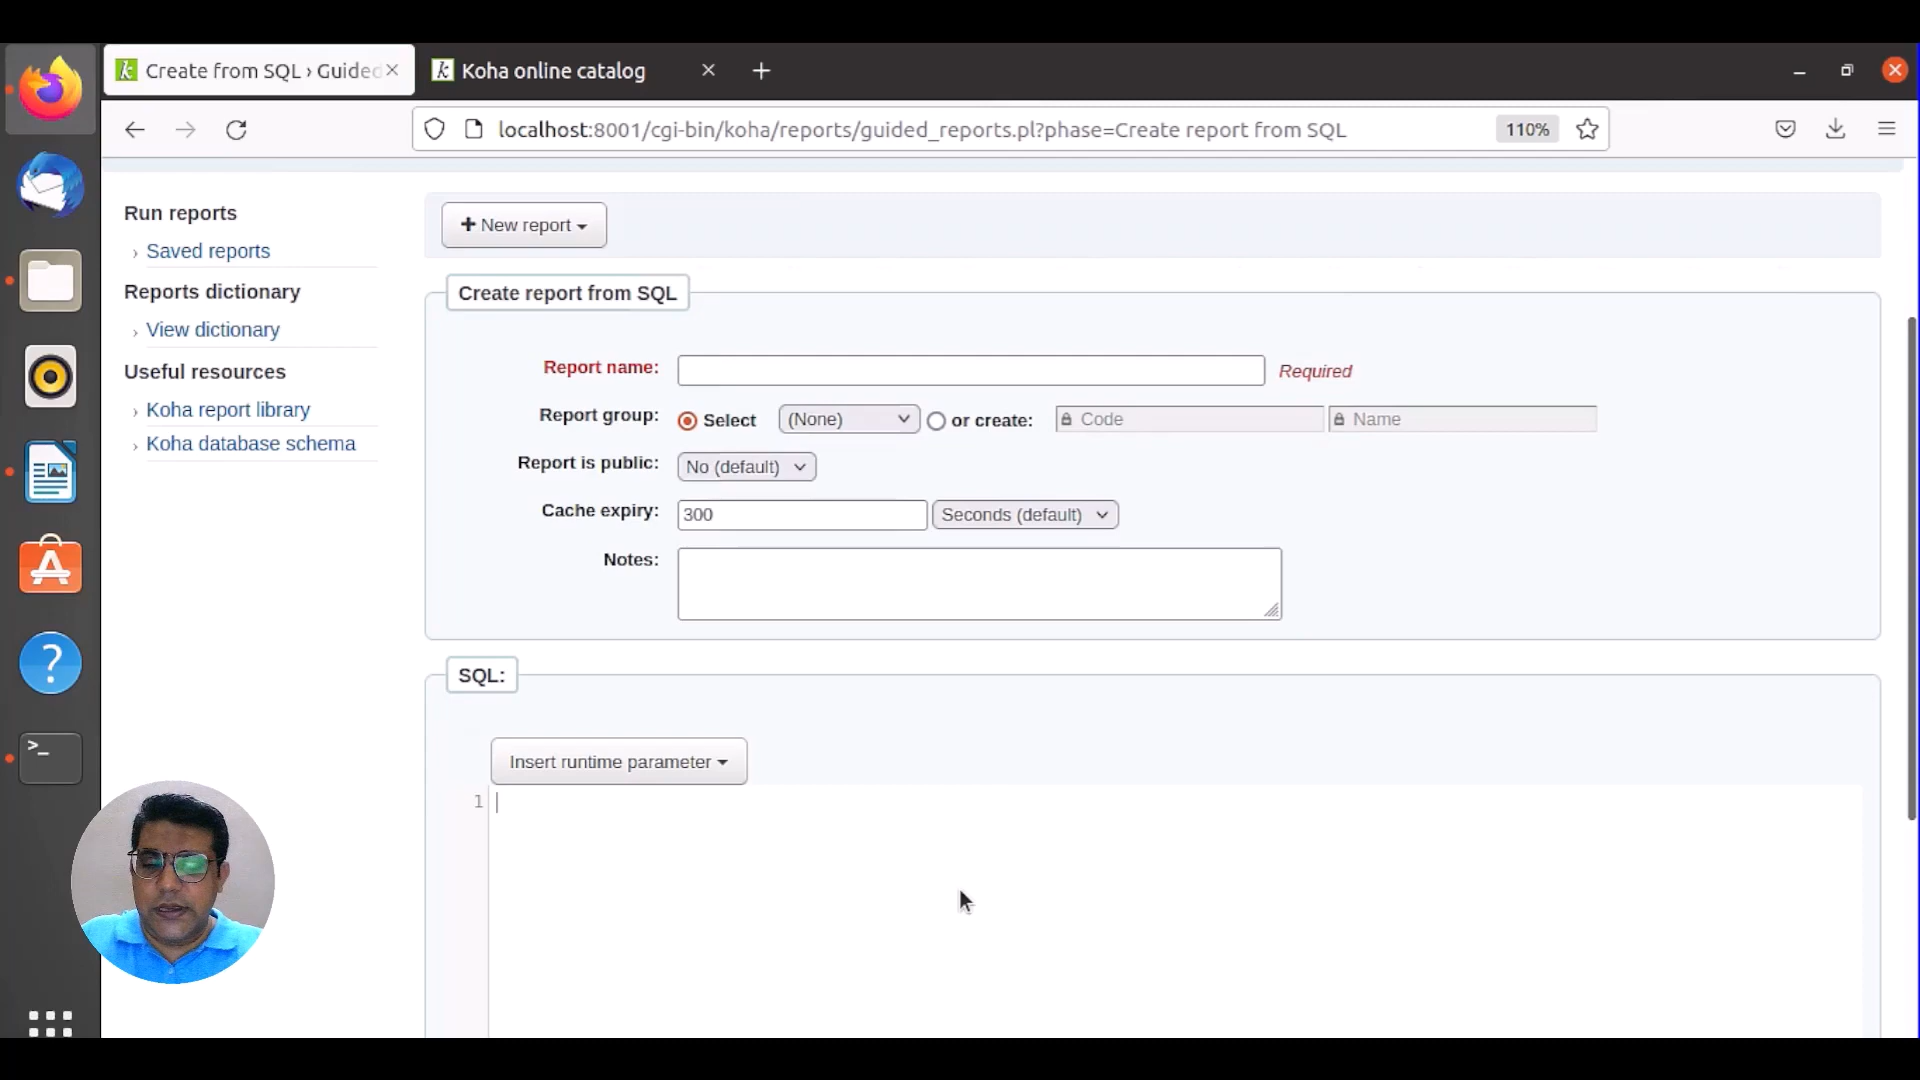 Create from SQL › Guided
Koha online catalog
localhost:8001/cgi-bin/koha/reports/guided_reports.pl?phase=Create report from SQL
110%
Run reports
Saved reports
Reports dictionary
View dictionary
Useful resources
Koha report library
Koha database schema
+ New report
Create report from SQL
Report name:
Required
Report group: Select (None) or create: Code Name
Report is public: No (default)
Cache expiry: 300 Seconds (default)
Notes:
SQL:
Insert runtime parameter
1